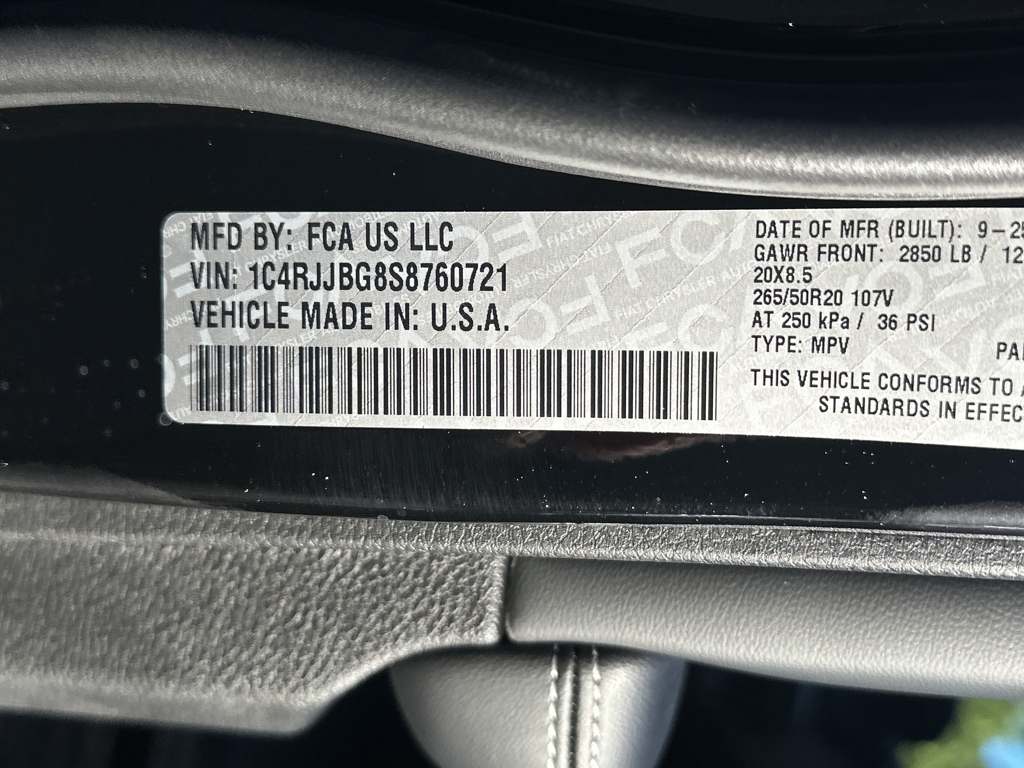 MFD BY: FCA US LLC
VIN: 1C4RJJBG8S8760721
VEHICLE MADE IN: U.S.A.
DATE OF MFR (BUILT): 9-25
GAWR FRONT: 2850 LB / 12
20X8.5
265/50R20 107V
AT 250 kPa / 36 PSI
TYPE: MPV
PAI
THIS VEHICLE CONFORMS TO A
STANDARDS IN EFFEC